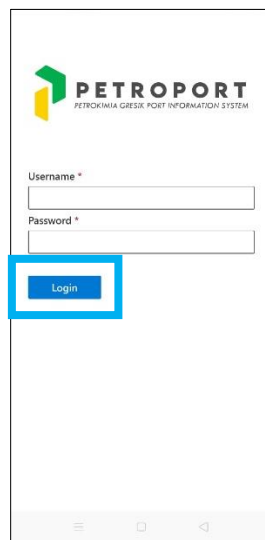 PETROPORT
PETROKIMIA GRESIK PORT INFORMATION SYSTEM
Username *
Password *
Login